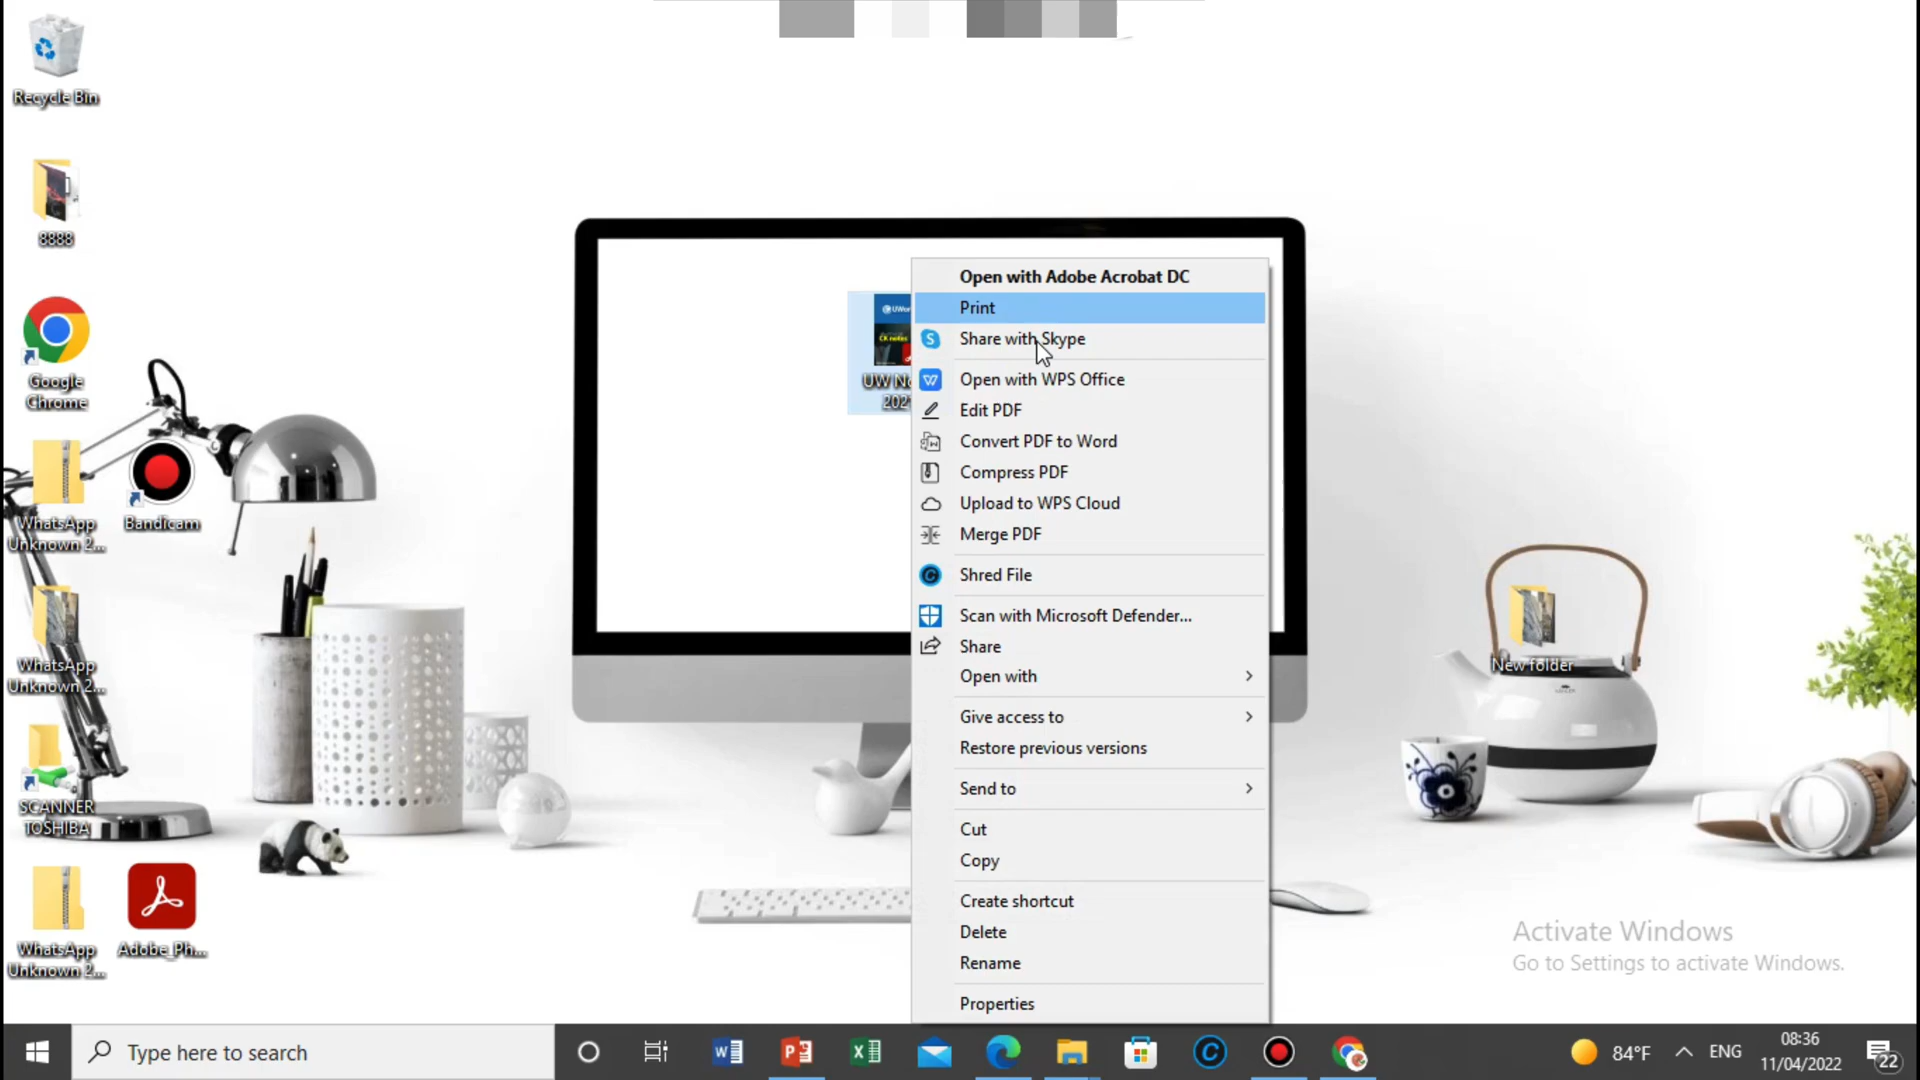 Recycle Bin
8888
Google
Chrome
WhatsApp
Unknown 2...
Bandicam
WhatsApp
Unknown 2...
SCANNER
TOSHIBA
WhatsApp
Unknown 2...
Adobe_Ph...
CK notes
Open with Adobe Acrobat DC
Print
Share with Skype
Open with WPS Office
Edit PDF
Convert PDF to Word
Compress PDF
Upload to WPS Cloud
Merge PDF
Shred File
Scan with Microsoft Defender...
Share
Open with
Give access to
Restore previous versions
Send to
Cut
Copy
Create shortcut
Delete
Rename
Properties
New folder
Activate Windows
Go to Settings to activate Windows.
Type here to search
84°F
ENG
08:36
11/04/2022
22